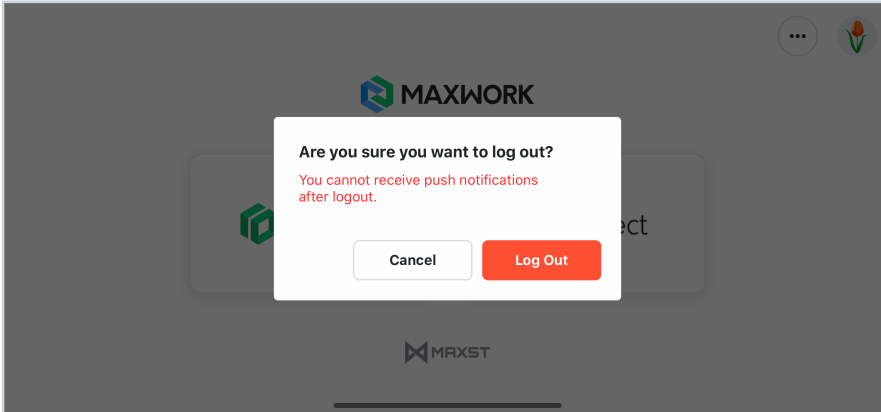 MAXWORK
Are you sure you want to log out?
You cannot receive push notifications
after logout.
ect
Cancel
Log Out
MAXST